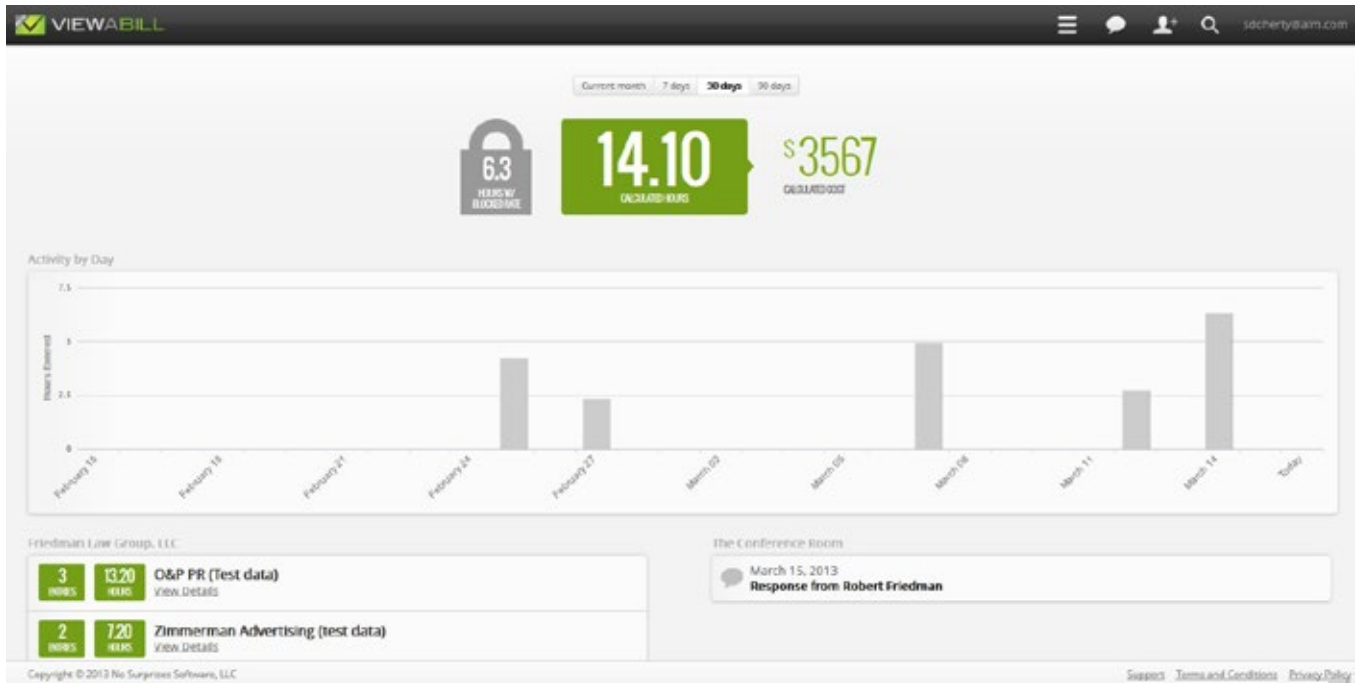 VIEWABILL
Current month 7 days 30 days 90 days
6.3
HOURS W/
BLOCKED RATE
14.10
CALCULATED HOURS
$3567
CALCULATED COST
Activity by Day
Hours Entered
7.5
5
2.5
0
February 15 February 18 February 21 February 24 February 27 March 02 March 05 March 08 March 11 March 14 Today
Friedman Law Group, LLC
3 ENTRIES 13.20 HOURS O&P PR (Test data)
View Details
2 ENTRIES 7.20 HOURS Zimmerman Advertising (test data)
View Details
The Conference Room
March 15, 2013
Response from Robert Friedman
Copyright © 2013 No Surprises Software, LLC
Support Terms and Conditions Privacy Policy